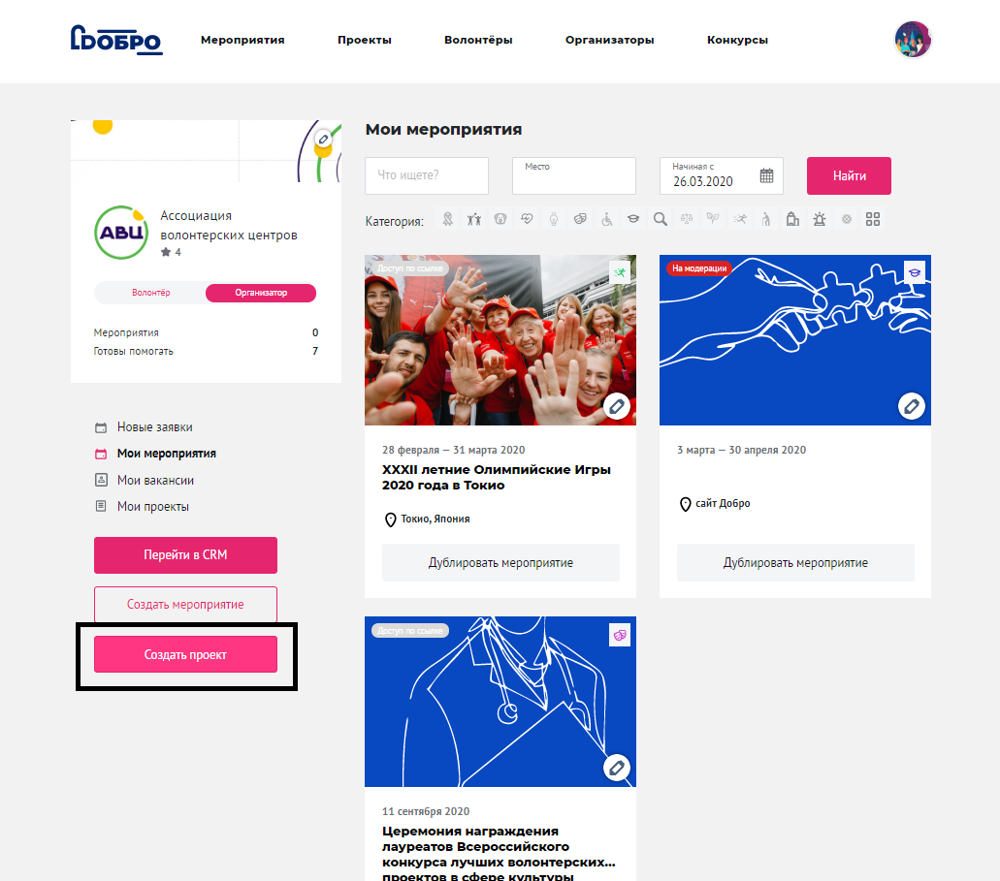 ДОБРО
Мероприятия
Проекты
Волонтёры
Организаторы
Конкурсы
АВЦ
Ассоциация
волонтерских центров
4
Волонтёр
Организатор
Мероприятия 0
Готовы помогать 7
Новые заявки
Мои мероприятия
Мои вакансии
Мои проекты
Перейти в CRM
Создать мероприятие
Создать проект
Мои мероприятия
Что ищете?
Место
Начиная с
26.03.2020
Найти
Категория:
Доступ по ссылке
28 февраля — 31 марта 2020
XXXII летние Олимпийские Игры
2020 года в Токио
Токио, Япония
Дублировать мероприятие
На модерации
3 марта — 30 апреля 2020
сайт Добро
Дублировать мероприятие
Доступ по ссылке
11 сентября 2020
Церемония награждения
лауреатов Всероссийского
конкурса лучших волонтерских...
проектов в сфере культуры